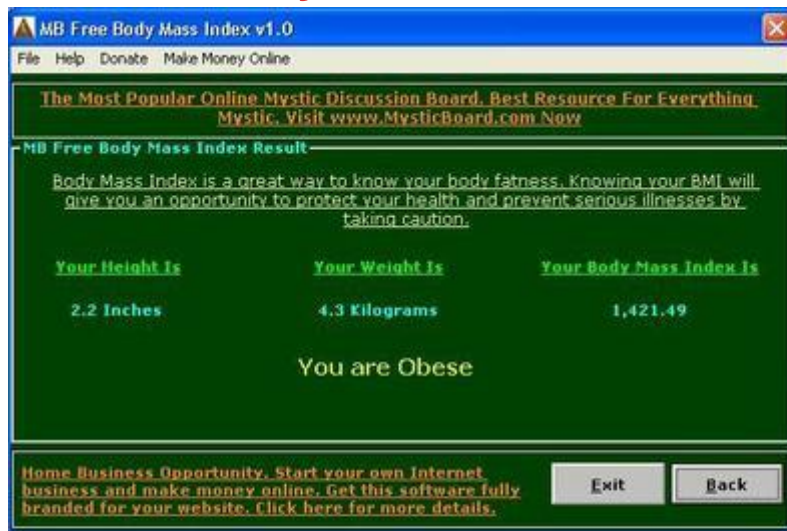 MB Free Body Mass Index v1.0
File Help Donate Make Money Online
The Most Popular Online Mystic Discussion Board. Best Resource For Everything
Mystic. Visit www.MysticBoard.com Now
MB Free Body Mass Index Result
Body Mass Index is a great way to know your body fatness. Knowing your BMI will
give you an opportunity to protect your health and prevent serious illnesses by
taking caution.
Your Height Is Your Weight Is Your Body Mass Index Is
2.2 Inches 4.3 Kilograms 1,421.49
You are Obese
Home Business Opportunity. Start your own Internet
business and make money online. Get this software fully
branded for your website. Click here for more details.
Exit Back